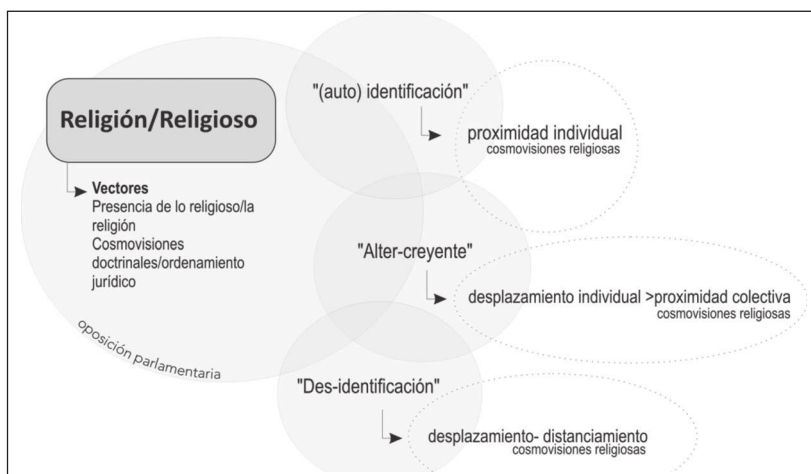 Religión/Religioso
Vectores
Presencia de lo religioso/la
religión
Cosmovisiones
doctrinales/ordenamiento
jurídico
oposición parlamentaria
"(auto) identificación"
proximidad individual
cosmovisiones religiosas
"Alter-creyente"
desplazamiento individual >proximidad colectiva
cosmovisiones religiosas
"Des-identificación"
desplazamiento- distanciamiento
cosmovisiones religiosas